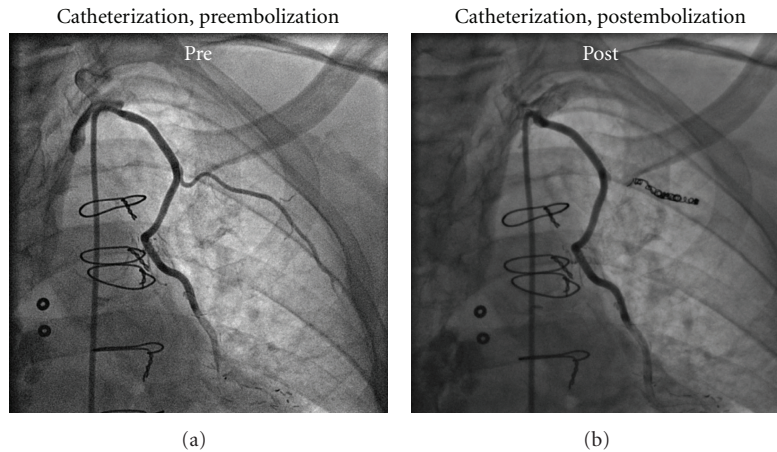 Catheterization, preembolization
Catheterization, postembolization
Pre
Post
(a)
(b)